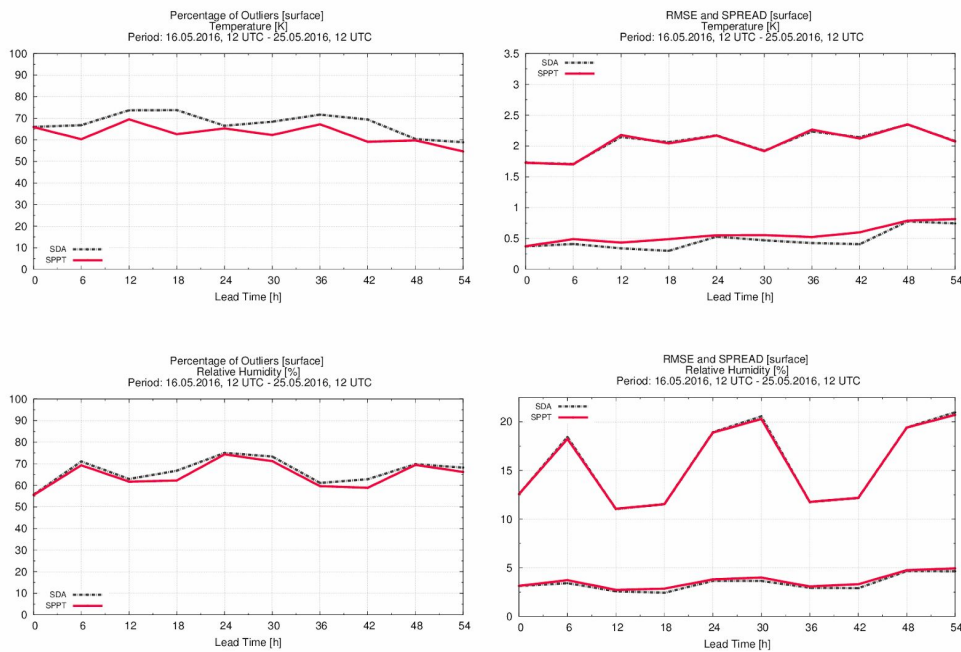 Percentage of Outliers [surface]
Temperature [K]
Period: 16.05.2016, 12 UTC - 25.05.2016, 12 UTC
100
90
80
70
60
50
40
30
20
10
0
SDA
SPPT
0 6 12 18 24 30 36 42 48 54
Lead Time [h]
RMSE and SPREAD [surface]
Temperature [K]
Period: 16.05.2016, 12 UTC - 25.05.2016, 12 UTC
3.5
3
2.5
2
1.5
1
0.5
0
SDA
SPPT
0 6 12 18 24 30 36 42 48 54
Lead Time [h]
Percentage of Outliers [surface]
Relative Humidity [%]
Period: 16.05.2016, 12 UTC - 25.05.2016, 12 UTC
100
90
80
70
60
50
40
30
20
10
0
SDA
SPPT
0 6 12 18 24 30 36 42 48 54
Lead Time [h]
RMSE and SPREAD [surface]
Relative Humidity [%]
Period: 16.05.2016, 12 UTC - 25.05.2016, 12 UTC
20
15
10
5
0
SDA
SPPT
0 6 12 18 24 30 36 42 48 54
Lead Time [h]